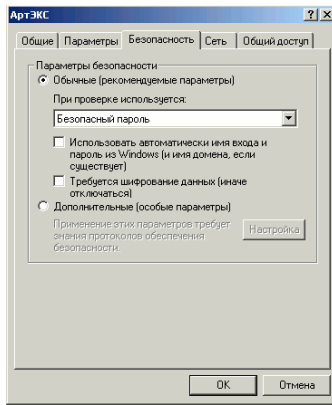 АртЭКС
Общие Параметры Безопасность Сеть Общий доступ
Параметры безопасности
Обычные (рекомендуемые параметры)
При проверке используется:
Безопасный пароль
Использовать автоматически имя входа и
пароль из Windows (и имя домена, если
существует)
Требуется шифрование данных (иначе
отключаться)
Дополнительные (особые параметры)
Применение этих параметров требует
знания протоколов обеспечения
безопасности.
Настройка
OK Отмена